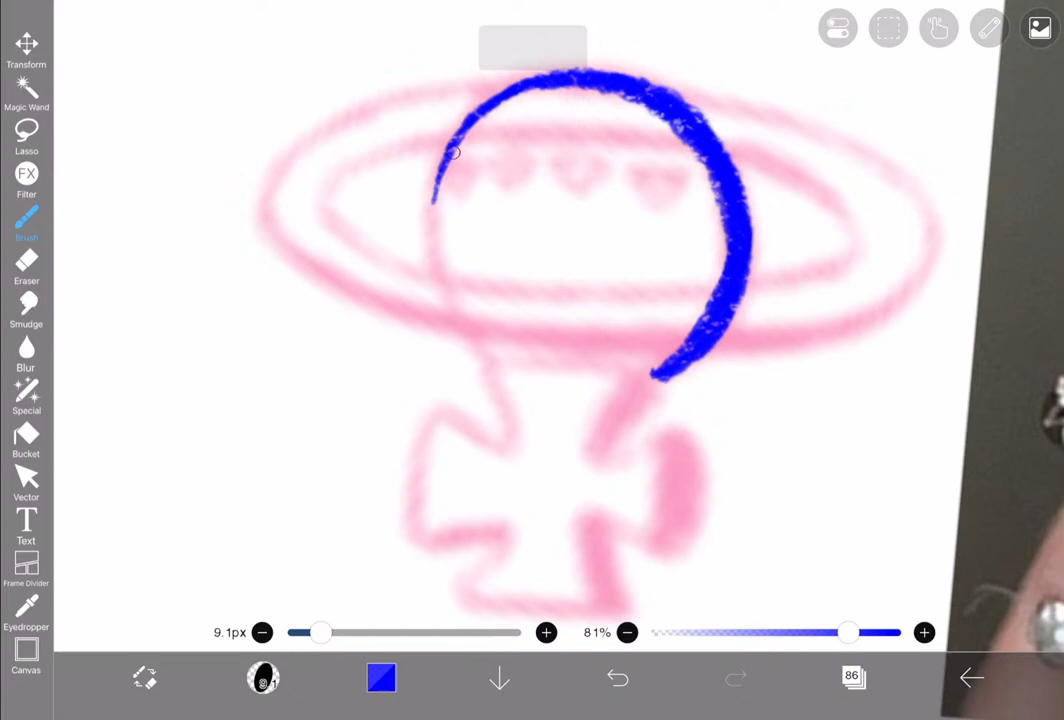 Transform
Magic Wand
Lasso
FX
Filter
Brush
Eraser
Smudge
Blur
Special
Bucket
Vector
T
Text
Frame Divider
Eyedropper
Canvas
9.1px
81%
86